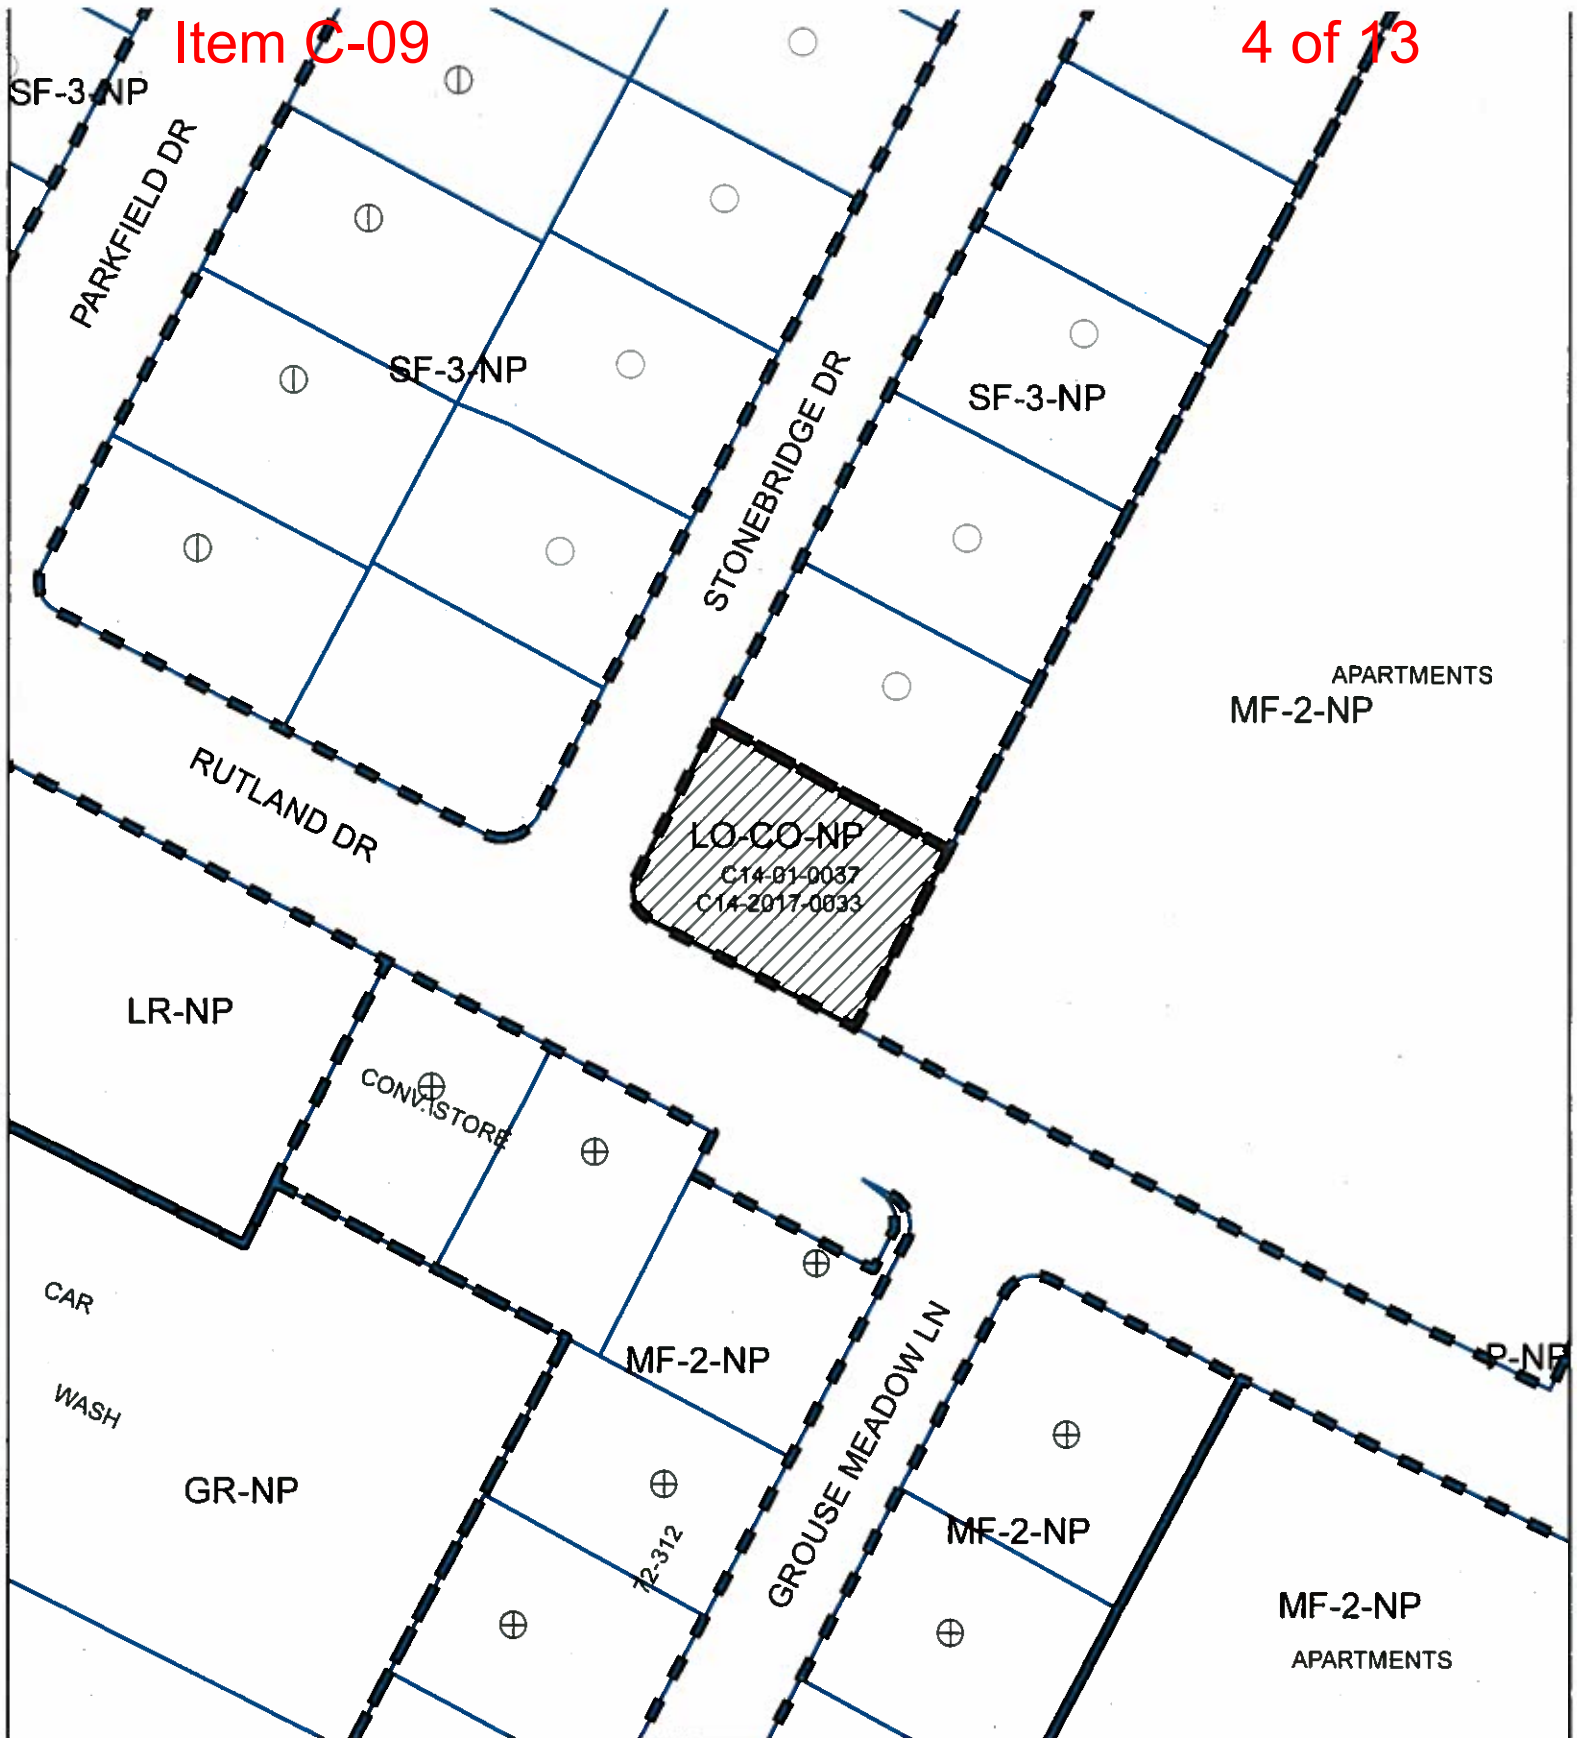 Item C-09
4 of 13
SF-3-NP
PARKFIELD DR
SF-3-NP
SF-3-NP
STONEBRIDGE DR
APARTMENTS
MF-2-NP
RUTLAND DR
LO-CO-NP
C14-01-0037
C14-2017-0033
LR-NP
CONV. STORE
CAR
WASH
MF-2-NP
GROUSE MEADOW LN
P-NP
GR-NP
72-312
MF-2-NP
MF-2-NP
APARTMENTS